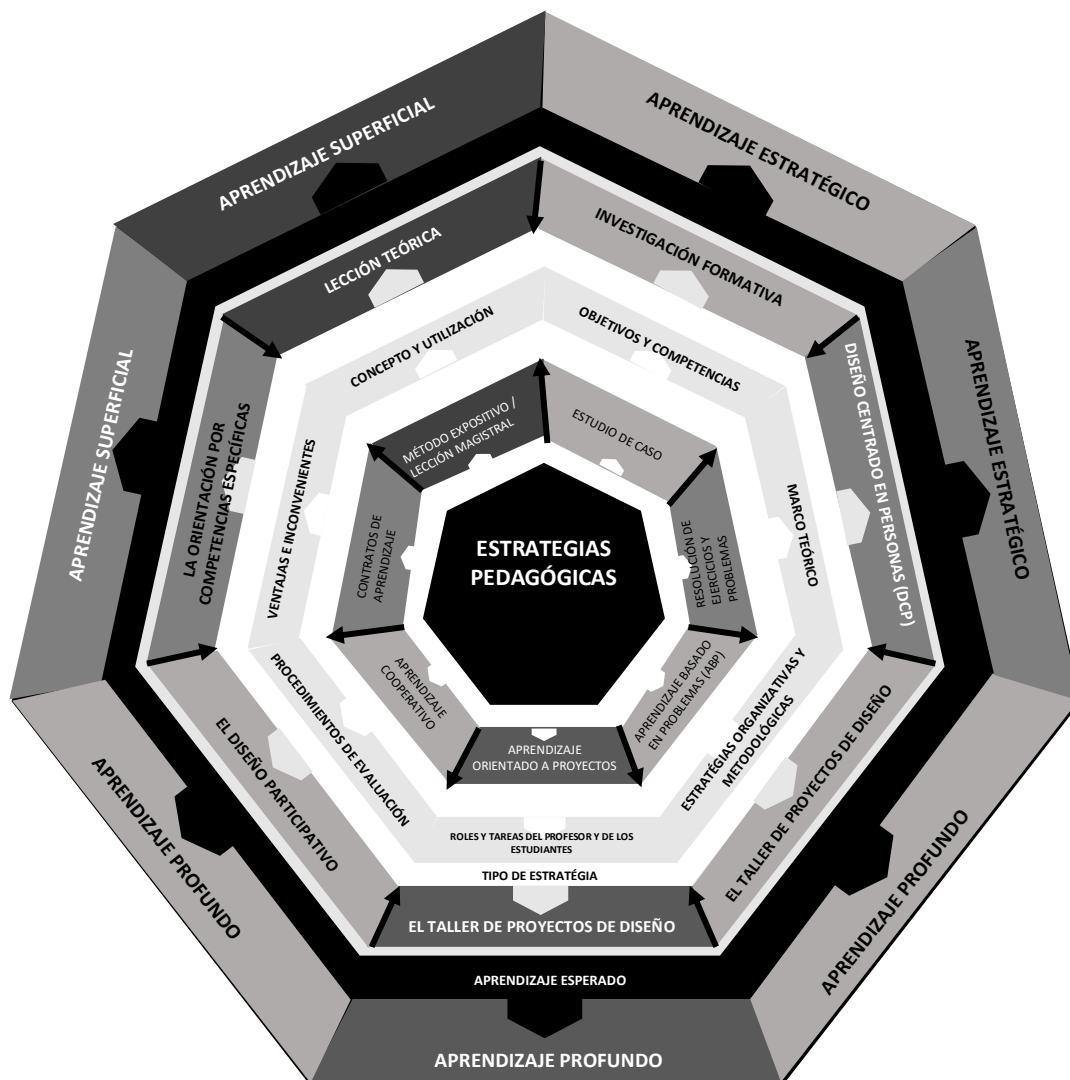 APRENDIZAJE SUPERFICIAL
APRENDIZAJE ESTRATÉGICO
APRENDIZAJE ESTRATÉGICO
APRENDIZAJE PROFUNDO
APRENDIZAJE PROFUNDO
APRENDIZAJE PROFUNDO
APRENDIZAJE SUPERFICIAL
APRENDIZAJE ESPERADO
LECCIÓN TEÓRICA
INVESTIGACIÓN FORMATIVA
DISEÑO CENTRADO EN PERSONAS (DCP)
EL TALLER DE PROYECTOS DE DISEÑO
EL TALLER DE PROYECTOS DE DISEÑO
EL DISEÑO PARTICIPATIVO
LA ORIENTACIÓN POR
COMPETENCIAS ESPECÍFICAS
TIPO DE ESTRATÉGIA
CONCEPTO Y UTILIZACIÓN
OBJETIVOS Y COMPETENCIAS
MARCO TEÓRICO
ESTRATÉGIAS ORGANIZATIVAS Y
METODOLÓGICAS
ROLES Y TAREAS DEL PROFESOR Y DE LOS
ESTUDIANTES
PROCEDIMIENTOS DE EVALUACIÓN
VENTAJAS E INCONVENIENTES
MÉTODO EXPOSITIVO /
LECCIÓN MAGISTRAL
ESTUDIO DE CASO
RESOLUCIÓN DE
EJERCICIOS Y
PROBLEMAS
APRENDIZAJE BASADO
EN PROBLEMAS (ABP)
APRENDIZAJE
ORIENTADO A PROYECTOS
APRENDIZAJE
COOPERATIVO
CONTRATOS DE
APRENDIZAJE
ESTRATEGIAS
PEDAGÓGICAS